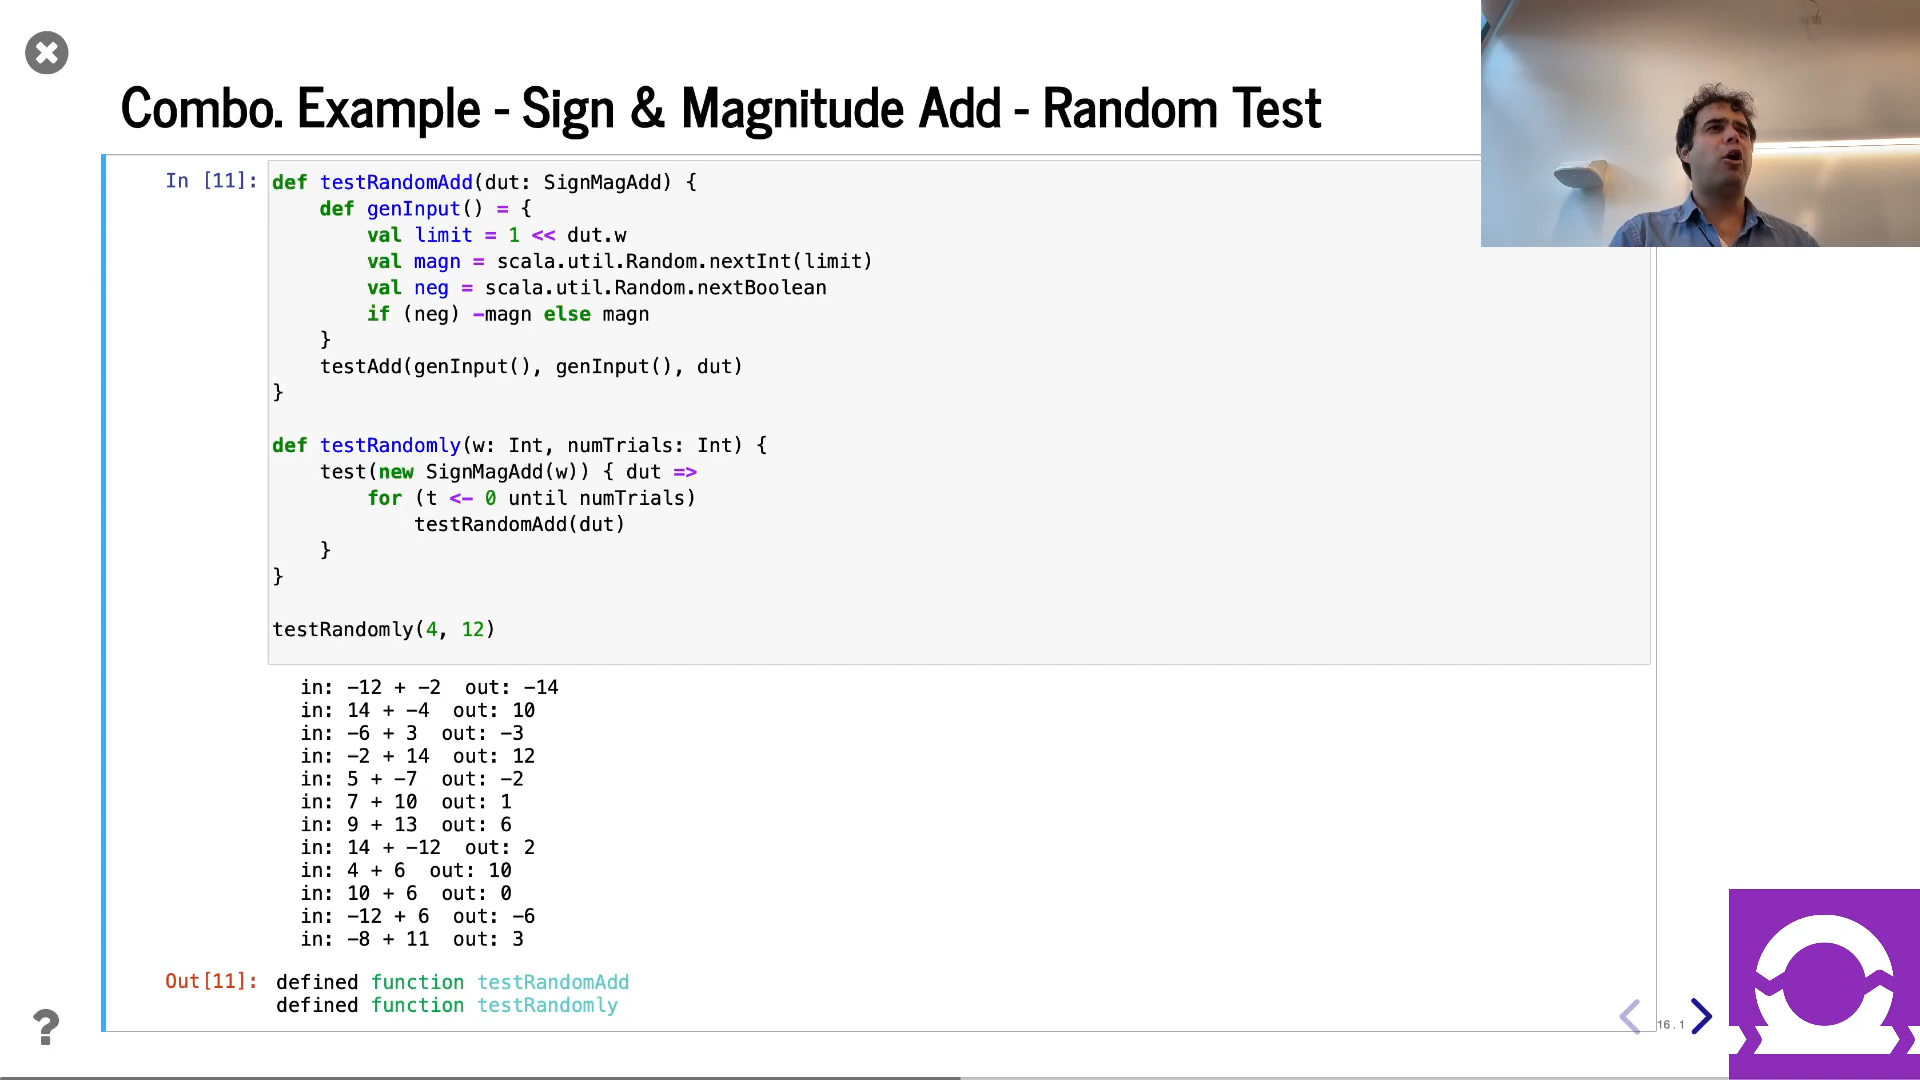 Combo. Example - Sign & Magnitude Add - Random Test
In [11]: def testRandomAdd(dut: SignMagAdd) {
    def genInput() = {
        val limit = 1 << dut.w
        val magn = scala.util.Random.nextInt(limit)
        val neg = scala.util.Random.nextBoolean
        if (neg) -magn else magn
    }
    testAdd(genInput(), genInput(), dut)
}
def testRandomly(w: Int, numTrials: Int) {
    test(new SignMagAdd(w)) { dut =>
        for (t <- 0 until numTrials)
            testRandomAdd(dut)
    }
}
testRandomly(4, 12)
in: -12 + -2  out: -14
in: 14 + -4  out: 10
in: -6 + 3  out: -3
in: -2 + 14  out: 12
in: 5 + -7  out: -2
in: 7 + 10  out: 1
in: 9 + 13  out: 6
in: 14 + -12  out: 2
in: 4 + 6  out: 10
in: 10 + 6  out: 0
in: -12 + 6  out: -6
in: -8 + 11  out: 3
Out[11]: defined function testRandomAdd
defined function testRandomly
?
16.1